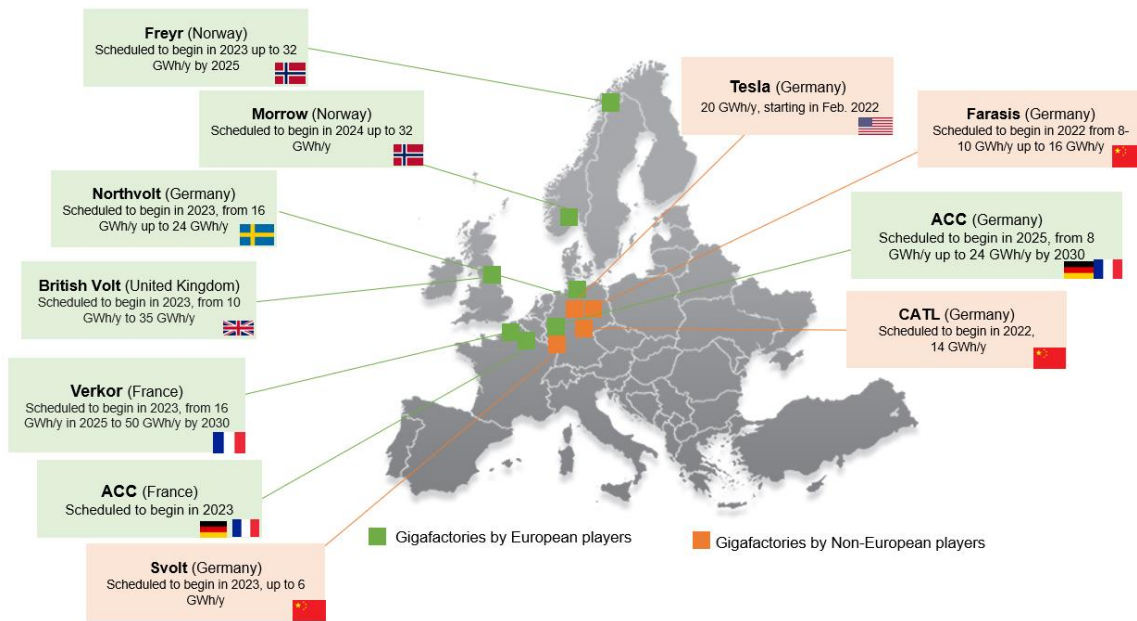 Freyr (Norway)
Scheduled to begin in 2023 up to 32
GWh/y by 2025
Morrow (Norway)
Scheduled to begin in 2024 up to 32
GWh/y
Northvolt (Germany)
Scheduled to begin in 2023, from 16
GWh/y up to 24 GWh/y
British Volt (United Kingdom)
Scheduled to begin in 2023, from 10
GWh/y to 35 GWh/y
Verkor (France)
Scheduled to begin in 2023, from 16
GWh/y in 2025 to 50 GWh/y by 2030
ACC (France)
Scheduled to begin in 2023
Svolt (Germany)
Scheduled to begin in 2023, up to 6
GWh/y
Tesla (Germany)
20 GWh/y, starting in Feb. 2022
Farasis (Germany)
Scheduled to begin in 2022 from 8-
10 GWh/y up to 16 GWh/y
ACC (Germany)
Scheduled to begin in 2025, from 8
GWh/y up to 24 GWh/y by 2030
CATL (Germany)
Scheduled to begin in 2022,
14 GWh/y
Gigafactories by European players
Gigafactories by Non-European players